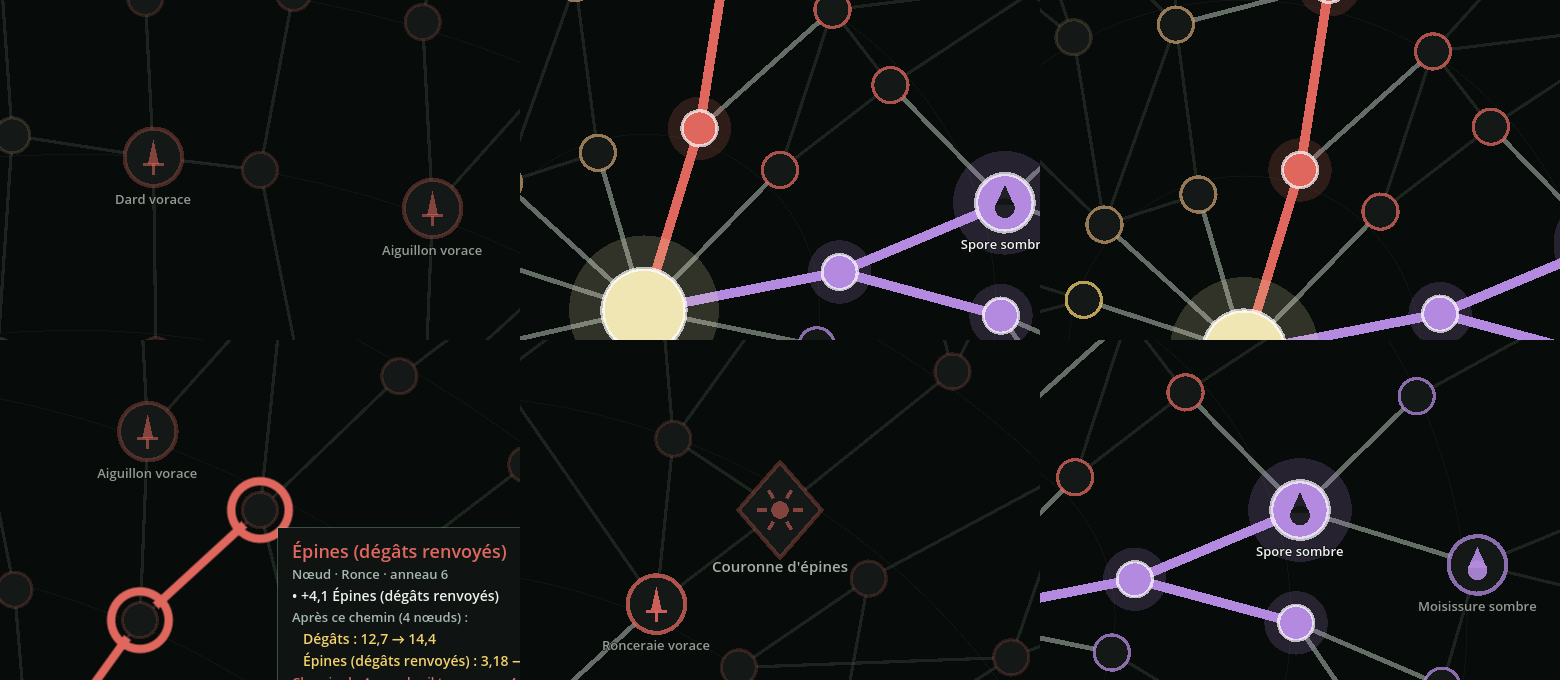 Dard vorace
Aiguillon vorace
Spore sombr
Aiguillon vorace
Épines (dégâts renvoyés)
Nœud · Ronce · anneau 6
• +4,1 Épines (dégâts renvoyés)
Après ce chemin (4 nœuds) :
Dégâts : 12,7 → 14,4
Épines (dégâts renvoyés) : 3,18 –
Couronne d'épines
Ronceraie vorace
Spore sombre
Moisissure sombre